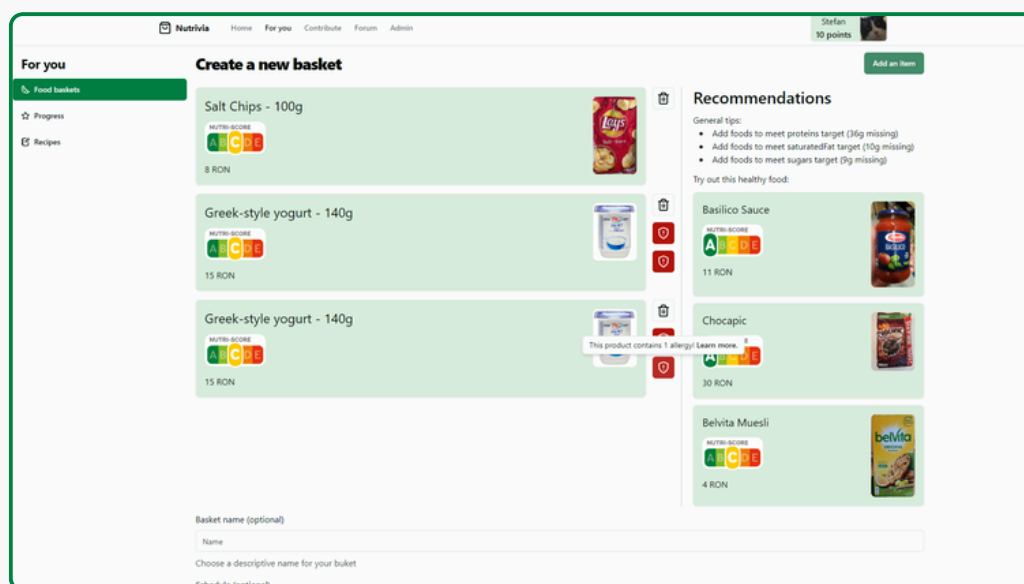 Nutrivia
Home
For you
Contribute
Forum
Admin
Stefan
10 points
For you
Food baskets
Progress
Recipes
Create a new basket
Add an item
Salt Chips - 100g
NUTRI-SCORE
A B C D E
8 RON
Lay's
Greek-style yogurt - 140g
NUTRI-SCORE
A B C D E
15 RON
Greek-style yogurt - 140g
NUTRI-SCORE
A B C D E
15 RON
This product contains 1 allergy! Learn more.
Recommendations
General tips:
Add foods to meet proteins target (36g missing)
Add foods to meet saturatedFat target (10g missing)
Add foods to meet sugars target (9g missing)
Try out this healthy food:
Basilico Sauce
NUTRI-SCORE
A B C D E
11 RON
BASILICO
Chocapic
A B C D E
30 RON
Belvita Muesli
NUTRI-SCORE
A B C D E
4 RON
belVita
Basket name (optional)
Name
Choose a descriptive name for your buket
Schedule (optional)